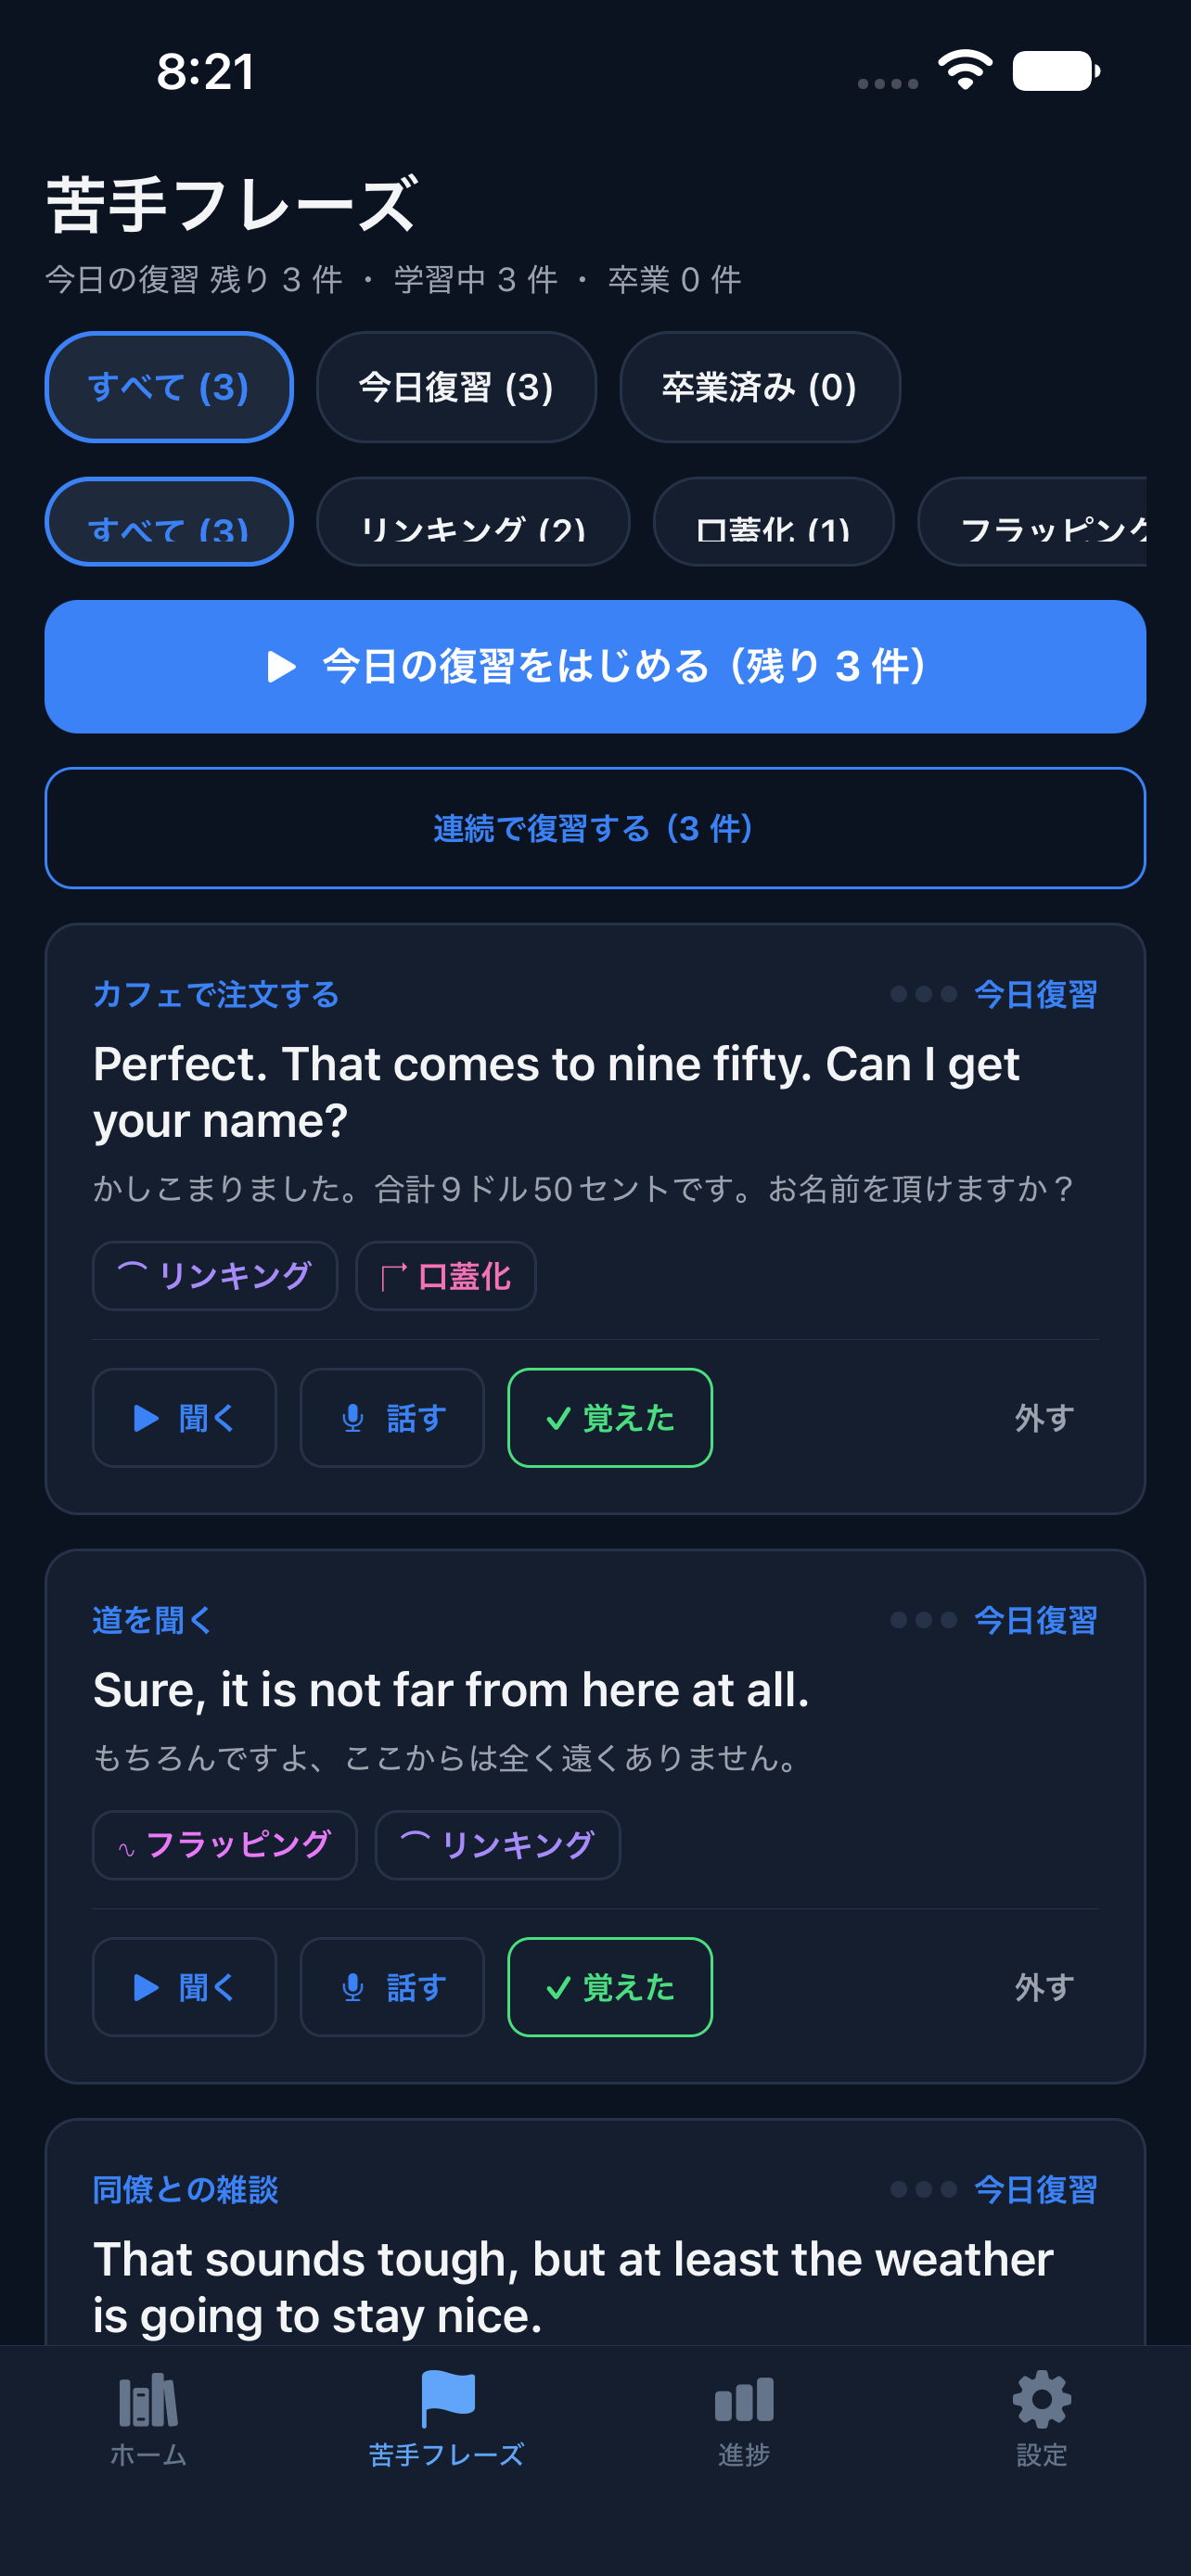 8:21
苦手フレーズ
今日の復習 残り 3 件 ・ 学習中 3 件 ・ 卒業 0 件
すべて (3) 今日復習 (3) 卒業済み (0)
すべて (3) リンキング (2) 口蓋化 (1) フラッピング
今日の復習をはじめる（残り 3 件）
連続で復習する（3 件）
カフェで注文する 今日復習
Perfect. That comes to nine fifty. Can I get
your name?
かしこまりました。合計9ドル50セントです。お名前を頂けますか？
リンキング 口蓋化
聞く 話す ✓ 覚えた 外す
道を聞く 今日復習
Sure, it is not far from here at all.
もちろんですよ、ここからは全く遠くありません。
フラッピング リンキング
聞く 話す ✓ 覚えた 外す
同僚との雑談 今日復習
That sounds tough, but at least the weather
is going to stay nice.
ホーム 苦手フレーズ 進捗 設定